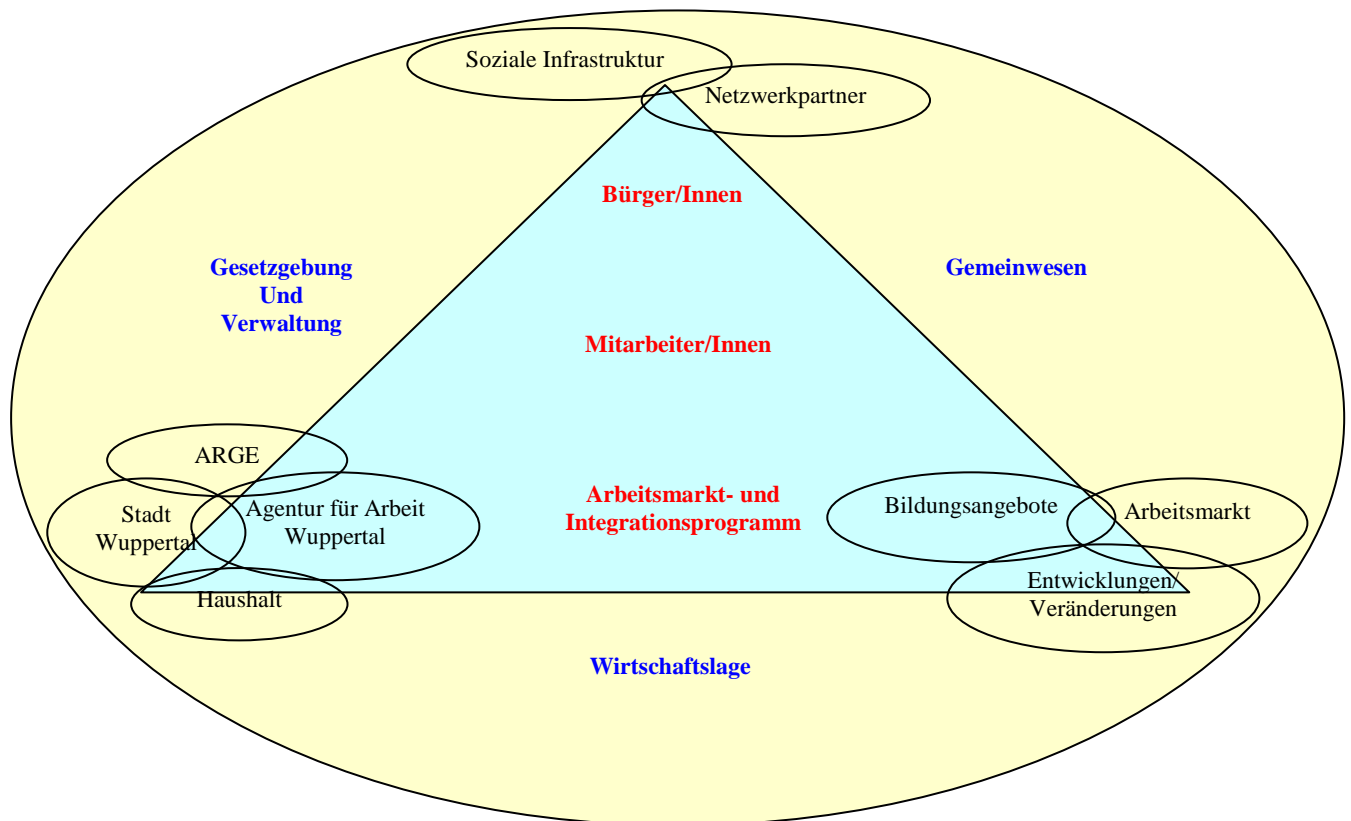 Soziale Infrastruktur
Netzwerkpartner
Bürger/Innen
Gesetzgebung
Und
Verwaltung
Gemeinwesen
Mitarbeiter/Innen
ARGE
Stadt
Wuppertal
Agentur für Arbeit
Wuppertal
Haushalt
Arbeitsmarkt- und
Integrationsprogramm
Bildungsangebote
Arbeitsmarkt
Entwicklungen/
Veränderungen
Wirtschaftslage